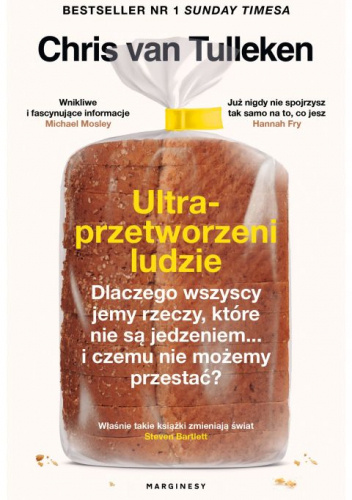 BESTSELLER NR 1 SUNDAY TIMESA
Chris van Tulleken
Wnikliwe
i fascynujące informacje
Michael Mosley
Już nigdy nie spojrzysz
tak samo na to, co jesz
Hannah Fry
Ultra-
przetworzeni
ludzie
Dlaczego wszyscy
jemy rzeczy, które
nie są jedzeniem...
i czemu nie możemy
przestać?
Właśnie takie książki zmieniają świat
Steven Bartlett
MARGINESY